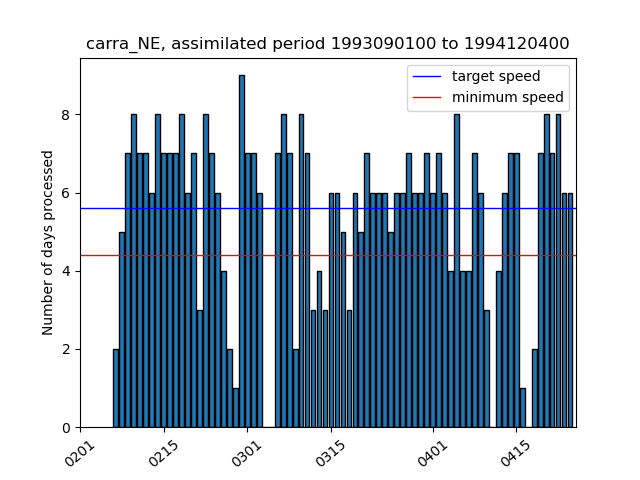 carra_NE, assimilated period 1993090100 to 1994120400
target speed
minimum speed
Number of days processed
8
6
4
2
0
0201
0215
0301
0315
0401
0415